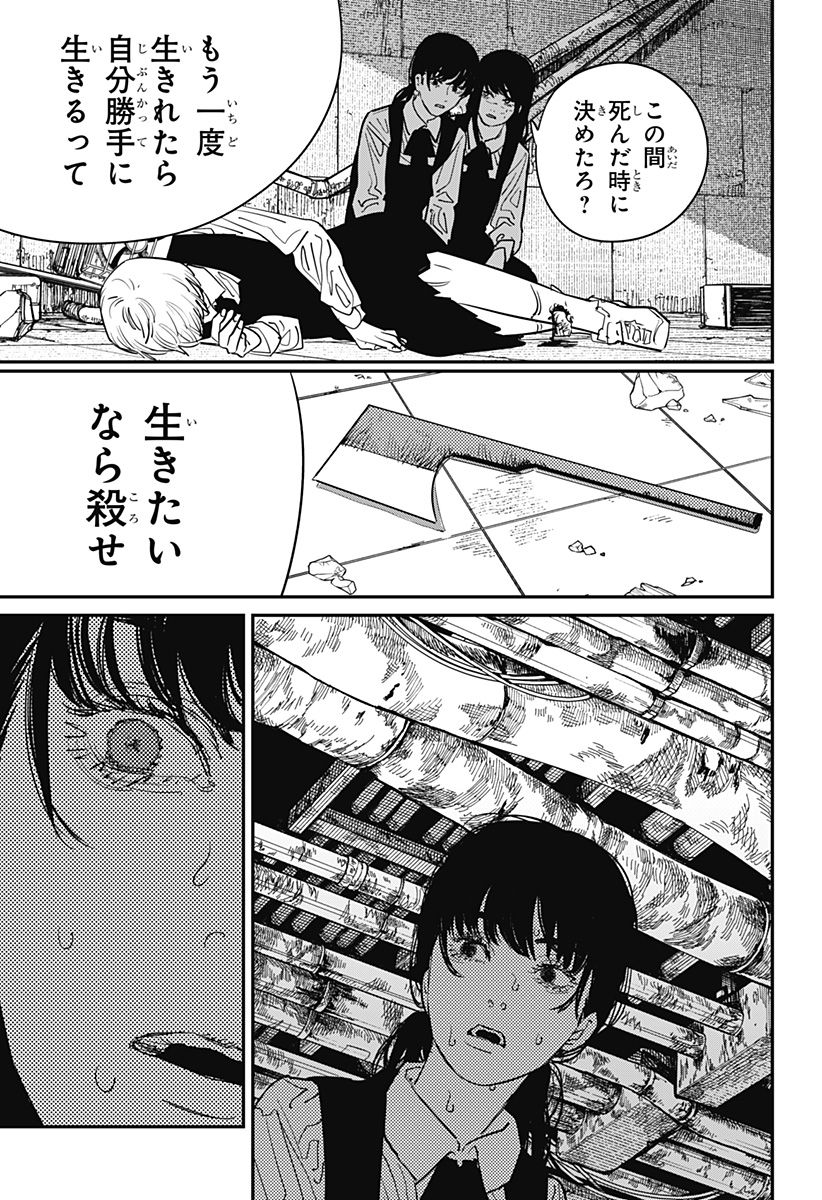 この間
死んだ時に
決めたろ？
もう一度
生きれたら
自分勝手に
生きるって
生きたい
なら殺せ